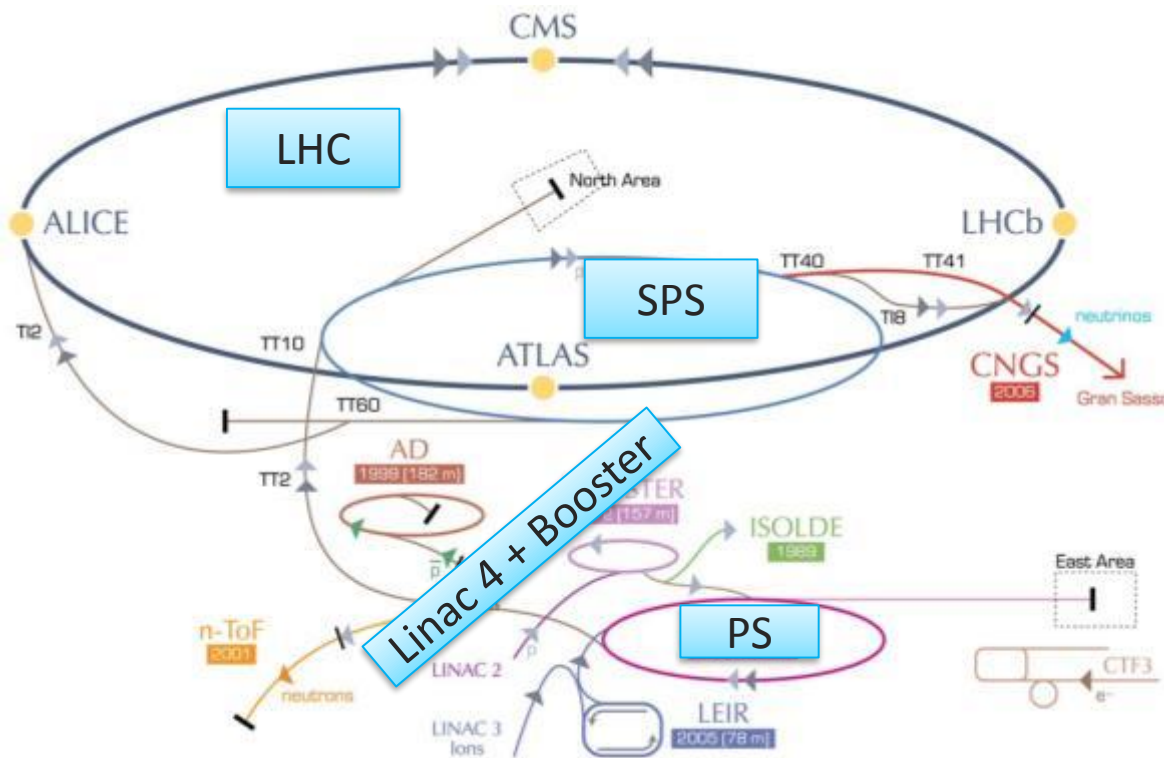 CMS
LHC
North Area
ALICE
LHCb
TT40
TT41
SPS
TI2
TI8
TT10
neutrinos
ATLAS
CNGS
2006
Gran Sasso
TT60
AD
1999 (182 m)
TT2
Linac 4 + Booster
(157 m)
ISOLDE
1989
p̄
East Area
n-ToF
2001
p
PS
LINAC 2
neutrons
CTF3
e-
LEIR
2005 (78 m)
LINAC 3
Ions